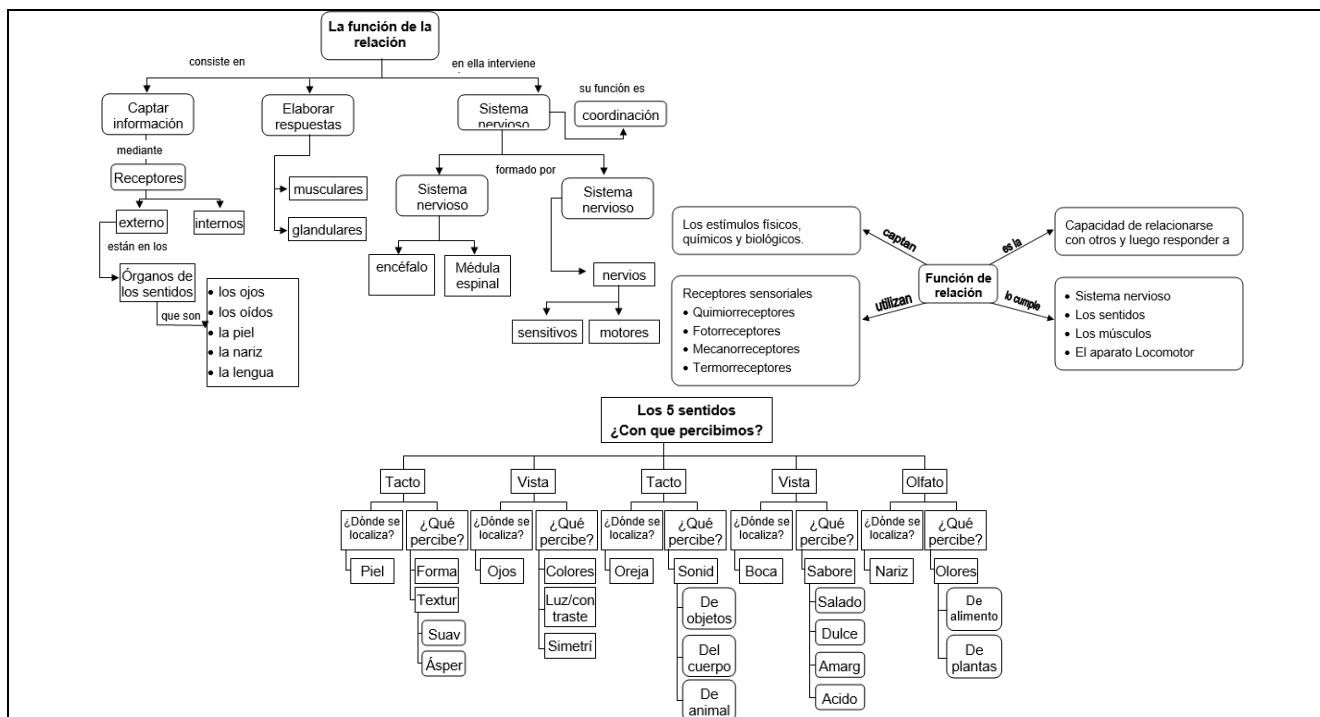 La función de la
relación
consiste en
en ella interviene
Captar
información
Elaborar
respuestas
Sistema
nervioso
su función es
coordinación
mediante
Receptores
externo
internos
están en los
Órganos de
los sentidos
que son
• los ojos
• los oídos
• la piel
• la nariz
• la lengua
musculares
glandulares
formado por
Sistema
nervioso
Sistema
nervioso
encéfalo
Médula
espinal
nervios
sensitivos
motores
Los estímulos físicos,
químicos y biológicos.
captan
es la
Capacidad de relacionarse
con otros y luego responder a
Función de
relación
utilizan
lo cumple
Receptores sensoriales
• Quimiorreceptores
• Fotorreceptores
• Mecanorreceptores
• Termorreceptores
• Sistema nervioso
• Los sentidos
• Los músculos
• El aparato Locomotor
Los 5 sentidos
¿Con que percibimos?
Tacto
Vista
Tacto
Vista
Olfato
¿Dónde se
localiza?
¿Qué
percibe?
¿Dónde se
localiza?
¿Qué
percibe?
¿Dónde se
localiza?
¿Qué
percibe?
¿Dónde se
localiza?
¿Qué
percibe?
¿Dónde se
localiza?
¿Qué
percibe?
Piel
Forma
Textur
Suav
Ásper
Ojos
Colores
Luz/con
traste
Simetrí
Oreja
Sonid
De
objetos
Del
cuerpo
De
animal
Boca
Sabore
Salado
Dulce
Amarg
Acido
Nariz
Olores
De
alimento
De
plantas